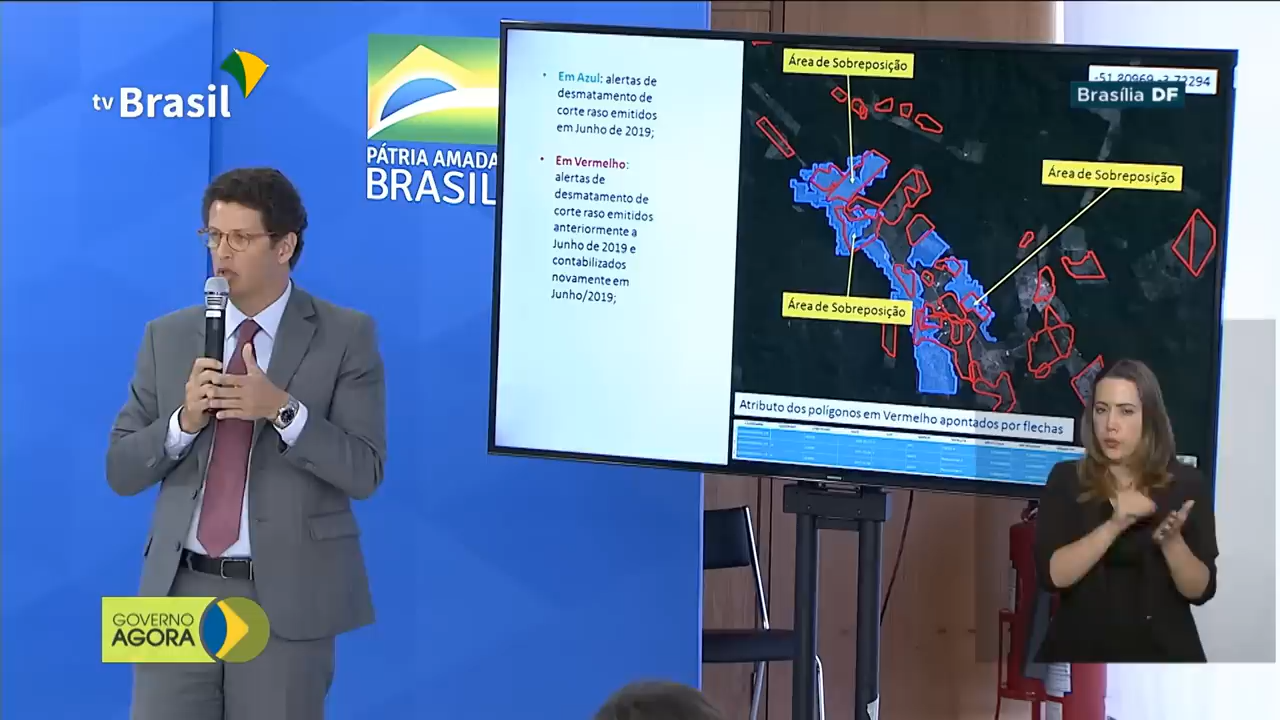 tv Brasil
PÁTRIA AMADA
BRASIL
Em Azul: alertas de
desmatamento de
corte raso emitidos
em Junho de 2019;
Em Vermelho:
alertas de
desmatamento de
corte raso emitidos
anteriormente a
Junho de 2019 e
contabilizados
novamente em
Junho/2019;
Área de Sobreposição
Brasília DF
Área de Sobreposição
Área de Sobreposição
Atributo dos polígonos em Vermelho apontados por flechas
GOVERNO
AGORA